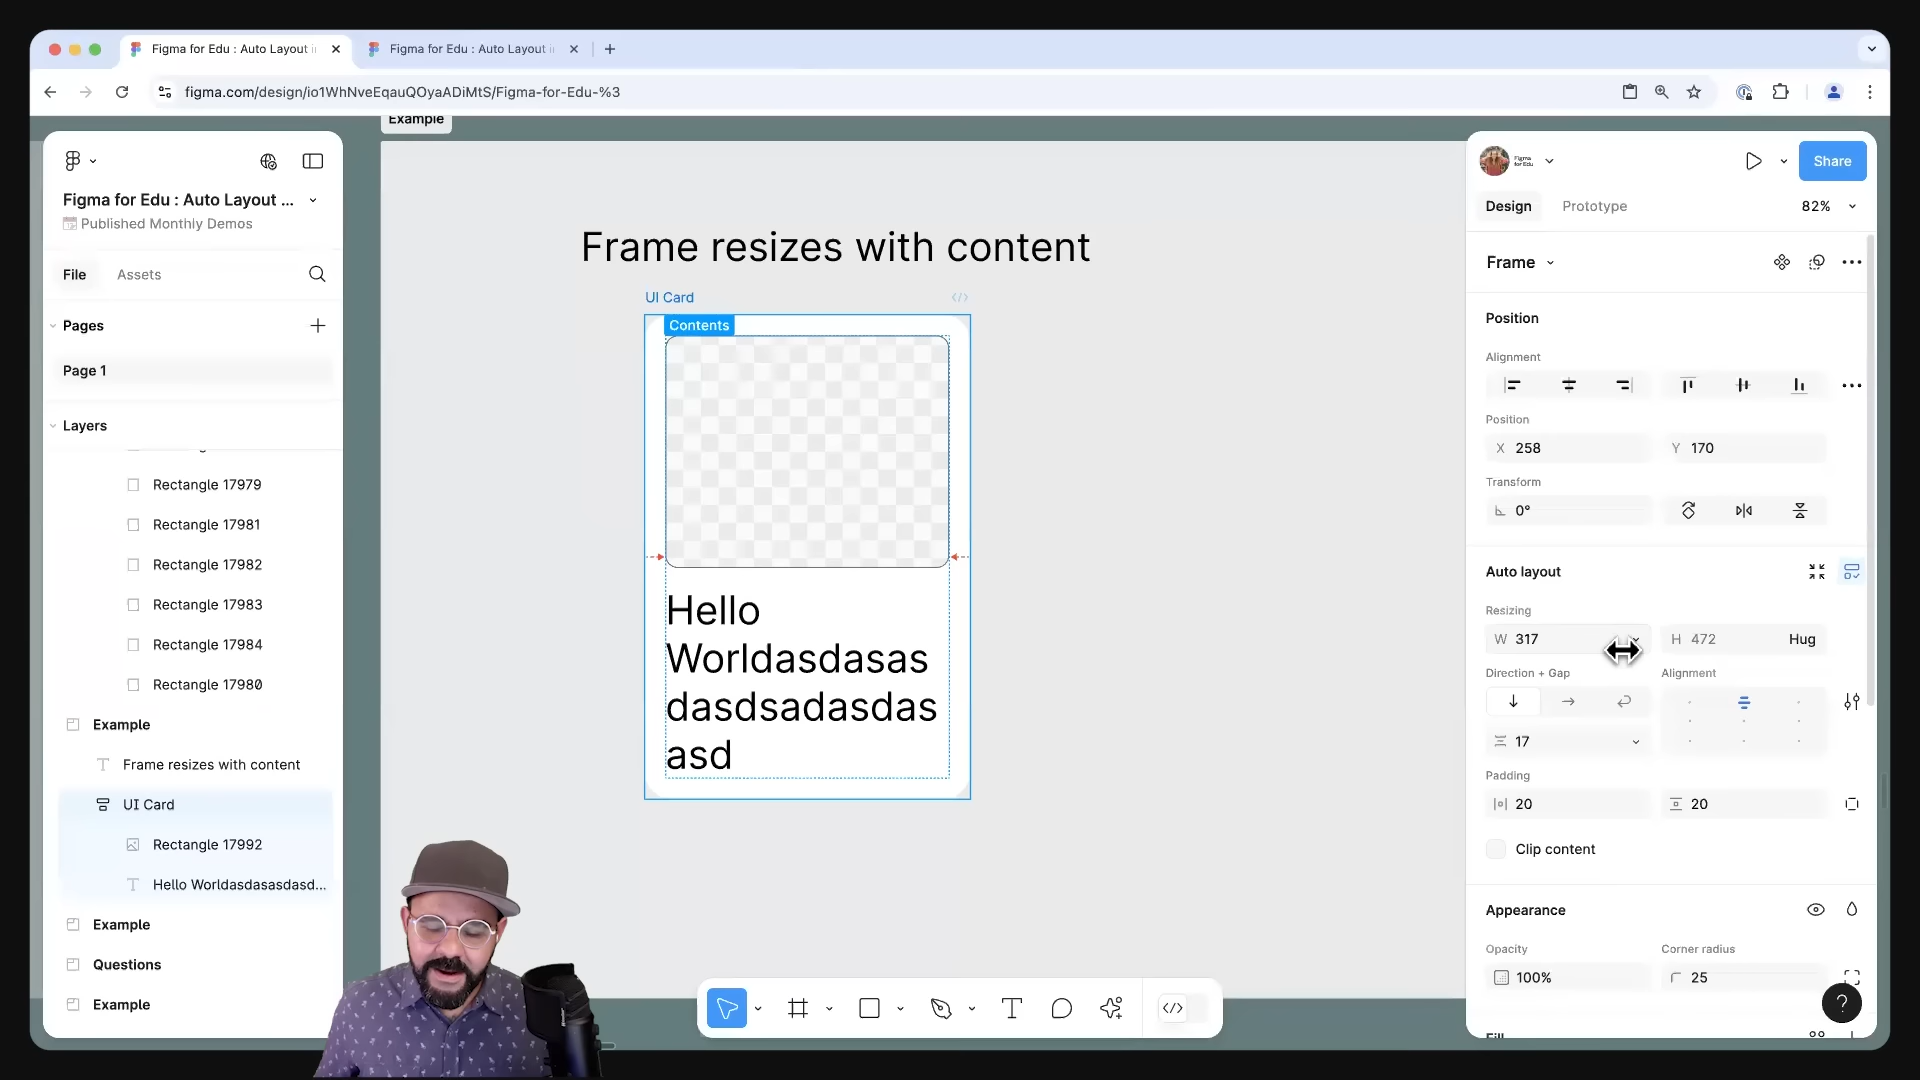 Figma for Edu : Auto Layout i
Figma for Edu : Auto Layout i
figma.com/design/io1WhNveEqauQOyaADiMtS/Figma-for-Edu-%3
Example
Figma for Edu : Auto Layout ...
Published Monthly Demos
File
Assets
Pages
Page 1
Layers
Rectangle 17979
Rectangle 17981
Rectangle 17982
Rectangle 17983
Rectangle 17984
Rectangle 17980
Example
Frame resizes with content
UI Card
Rectangle 17992
Hello Worldasdasasdasd...
Example
Questions
Example
Frame resizes with content
UI Card
Contents
Hello
Worldasdasas
dasdsadasdas
asd
Figma
for Edu
Share
Design
Prototype
82%
Frame
Position
Alignment
Position
X 258
Y 170
Transform
0°
Auto layout
Resizing
W 317
H 472 Hug
Direction + Gap
Alignment
17
Padding
20
20
Clip content
Appearance
Opacity
Corner radius
100%
25
Fill
?